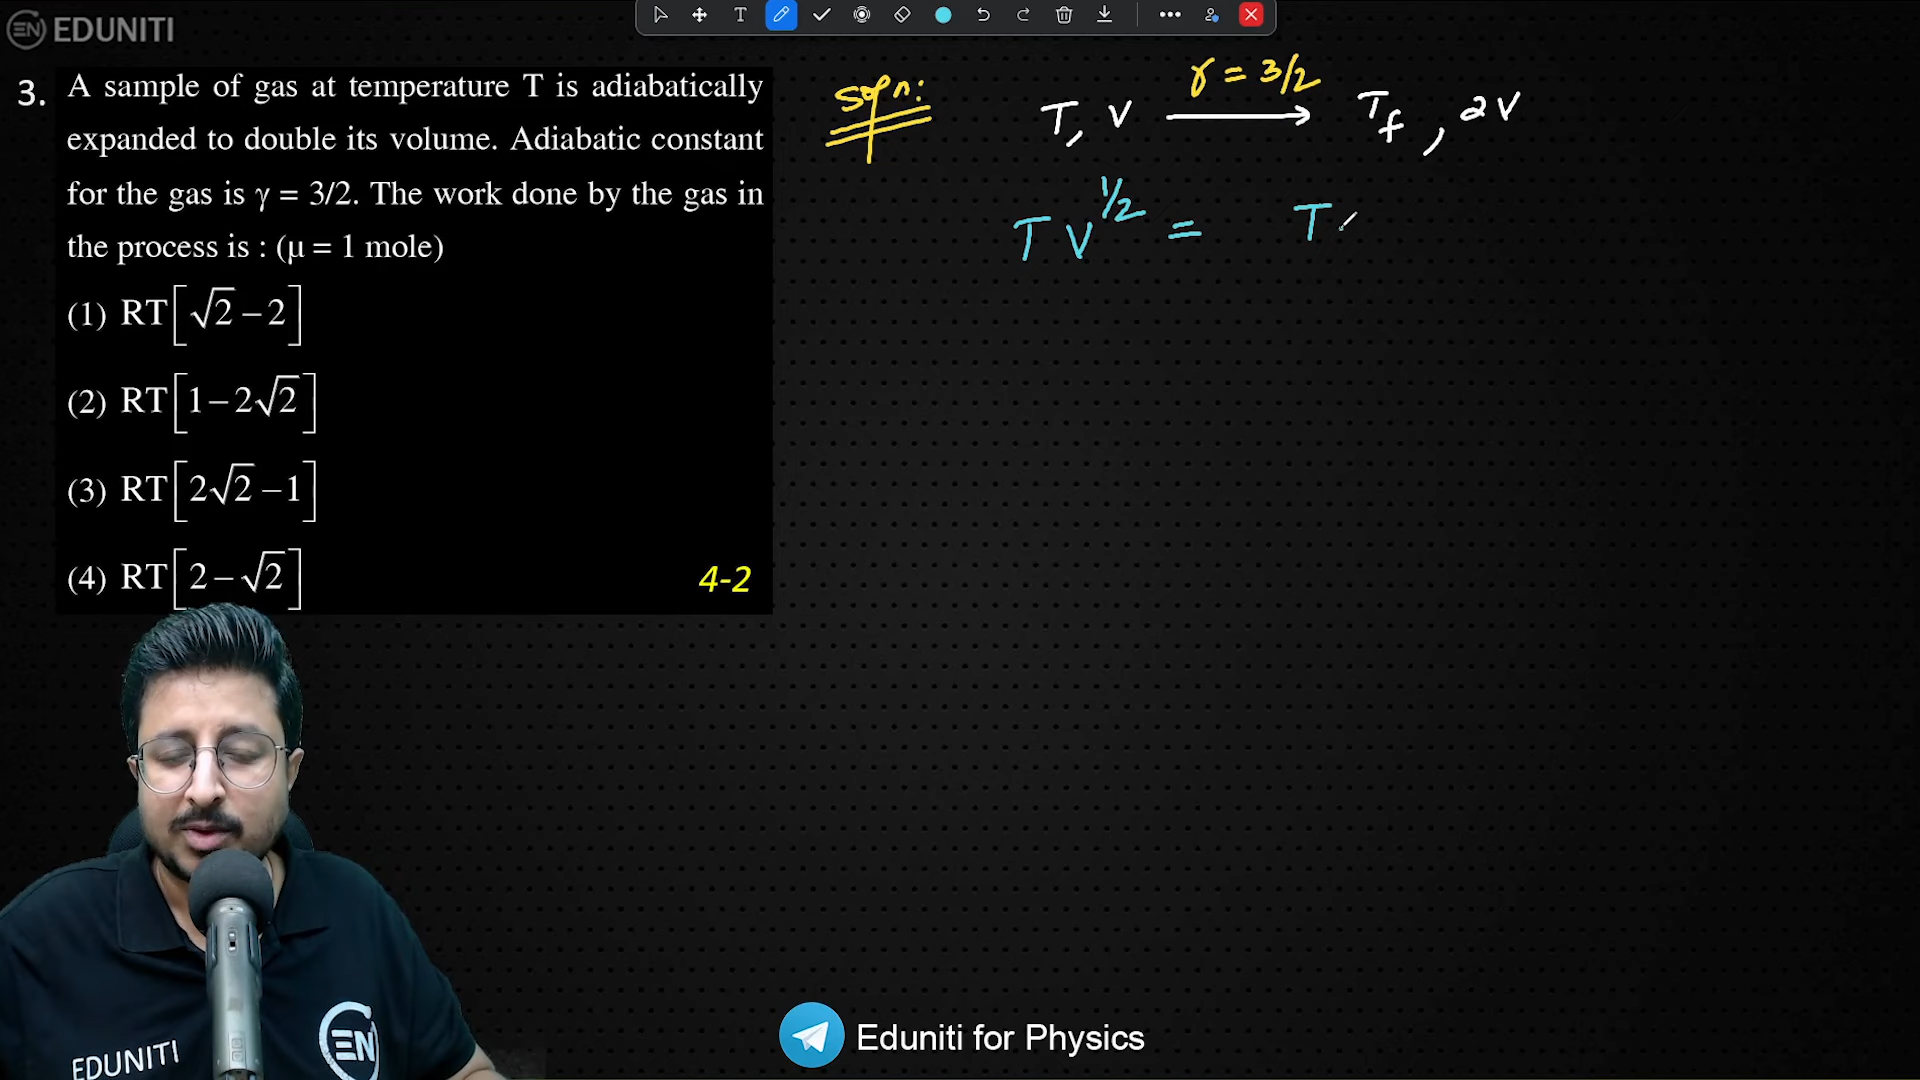 EDUNITI
3. A sample of gas at temperature T is adiabatically
expanded to double its volume. Adiabatic constant
for the gas is γ = 3/2. The work done by the gas in
the process is : (μ = 1 mole)
(1) RT[√2 – 2]
(2) RT[1 – 2√2]
(3) RT[2√2 – 1]
(4) RT[2 – √2]
4-2
Sol n:
T, V ⟶ T_f, 2V
γ = 3/2
T V^1/2 = T
EDUNITI
EN
Eduniti for Physics